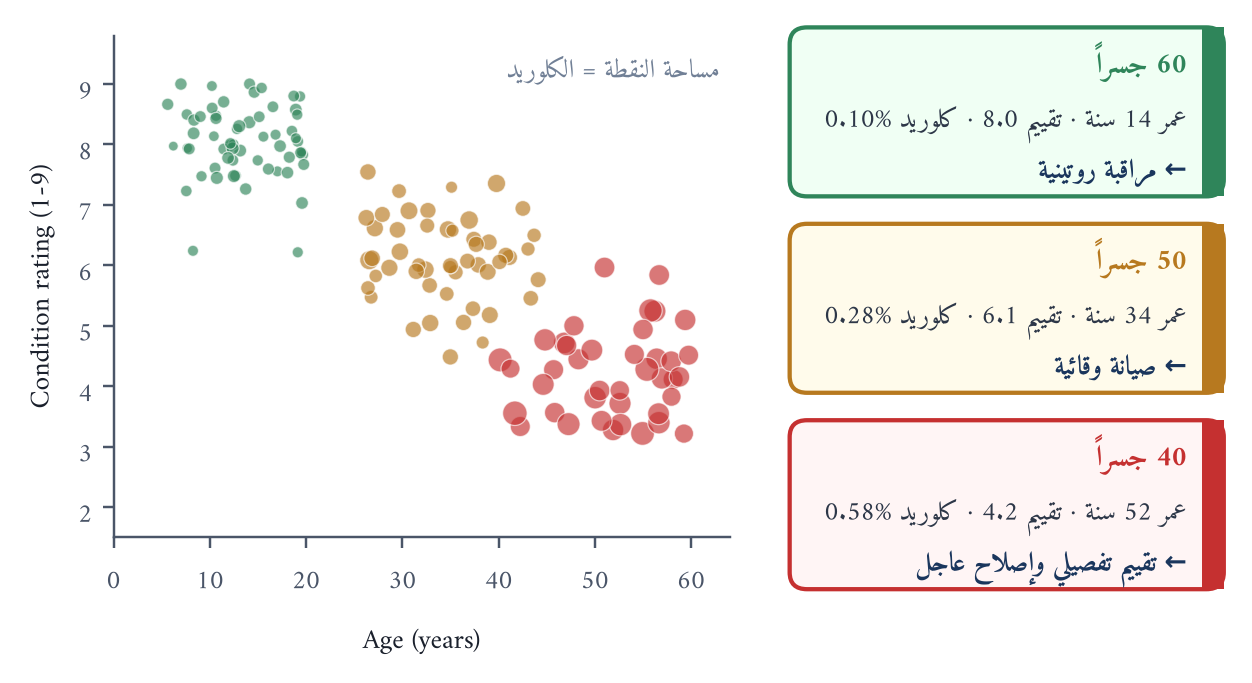 مساحة النقطة = الكلوريد
Condition rating (1-9)
9
8
7
6
5
4
3
2
0 10 20 30 40 50 60
Age (years)
60 جسراً
عمر 14 سنة · تقييم 8.0 · كلوريد 0.10%
← مراقبة روتينية
50 جسراً
عمر 34 سنة · تقييم 6.1 · كلوريد 0.28%
← صيانة وقائية
40 جسراً
عمر 52 سنة · تقييم 4.2 · كلوريد 0.58%
← تقييم تفصيلي وإصلاح عاجل